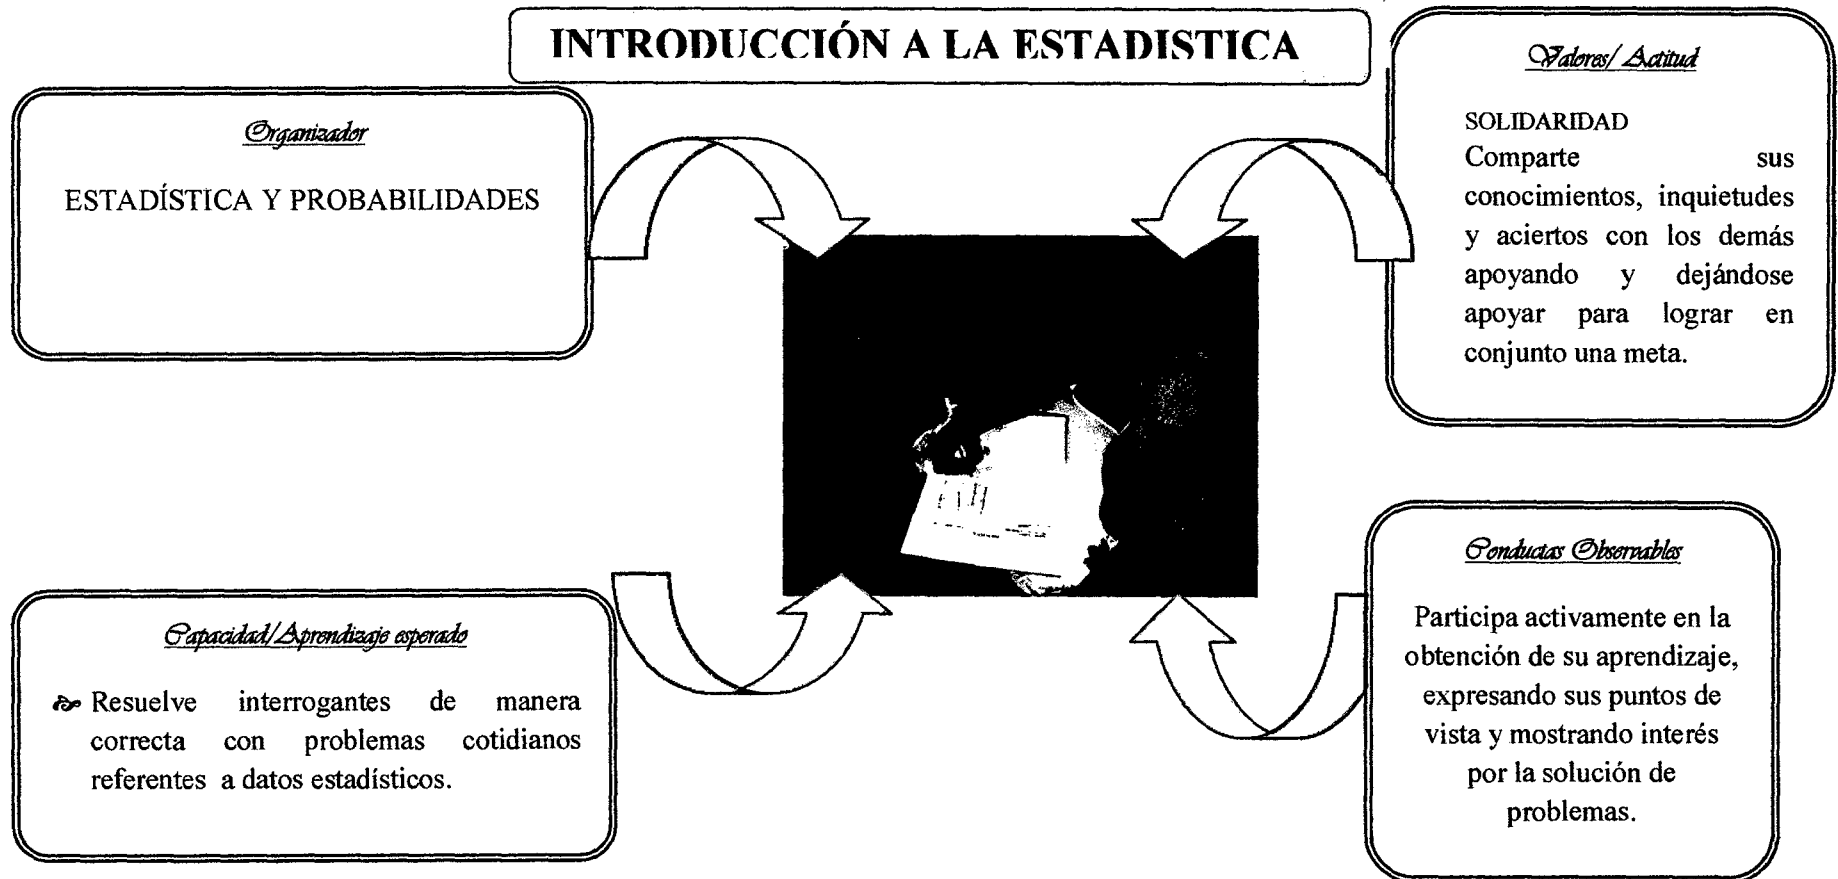 INTRODUCCIÓN A LA ESTADISTICA
Organizador
ESTADÍSTICA Y PROBABILIDADES
Valores/ Actitud
SOLIDARIDAD
Comparte sus
conocimientos, inquietudes
y aciertos con los demás
apoyando y dejándose
apoyar para lograr en
conjunto una meta.
Capacidad/Aprendizaje esperado
Resuelve interrogantes de manera
correcta con problemas cotidianos
referentes a datos estadísticos.
Conductas Observables
Participa activamente en la
obtención de su aprendizaje,
expresando sus puntos de
vista y mostrando interés
por la solución de
problemas.